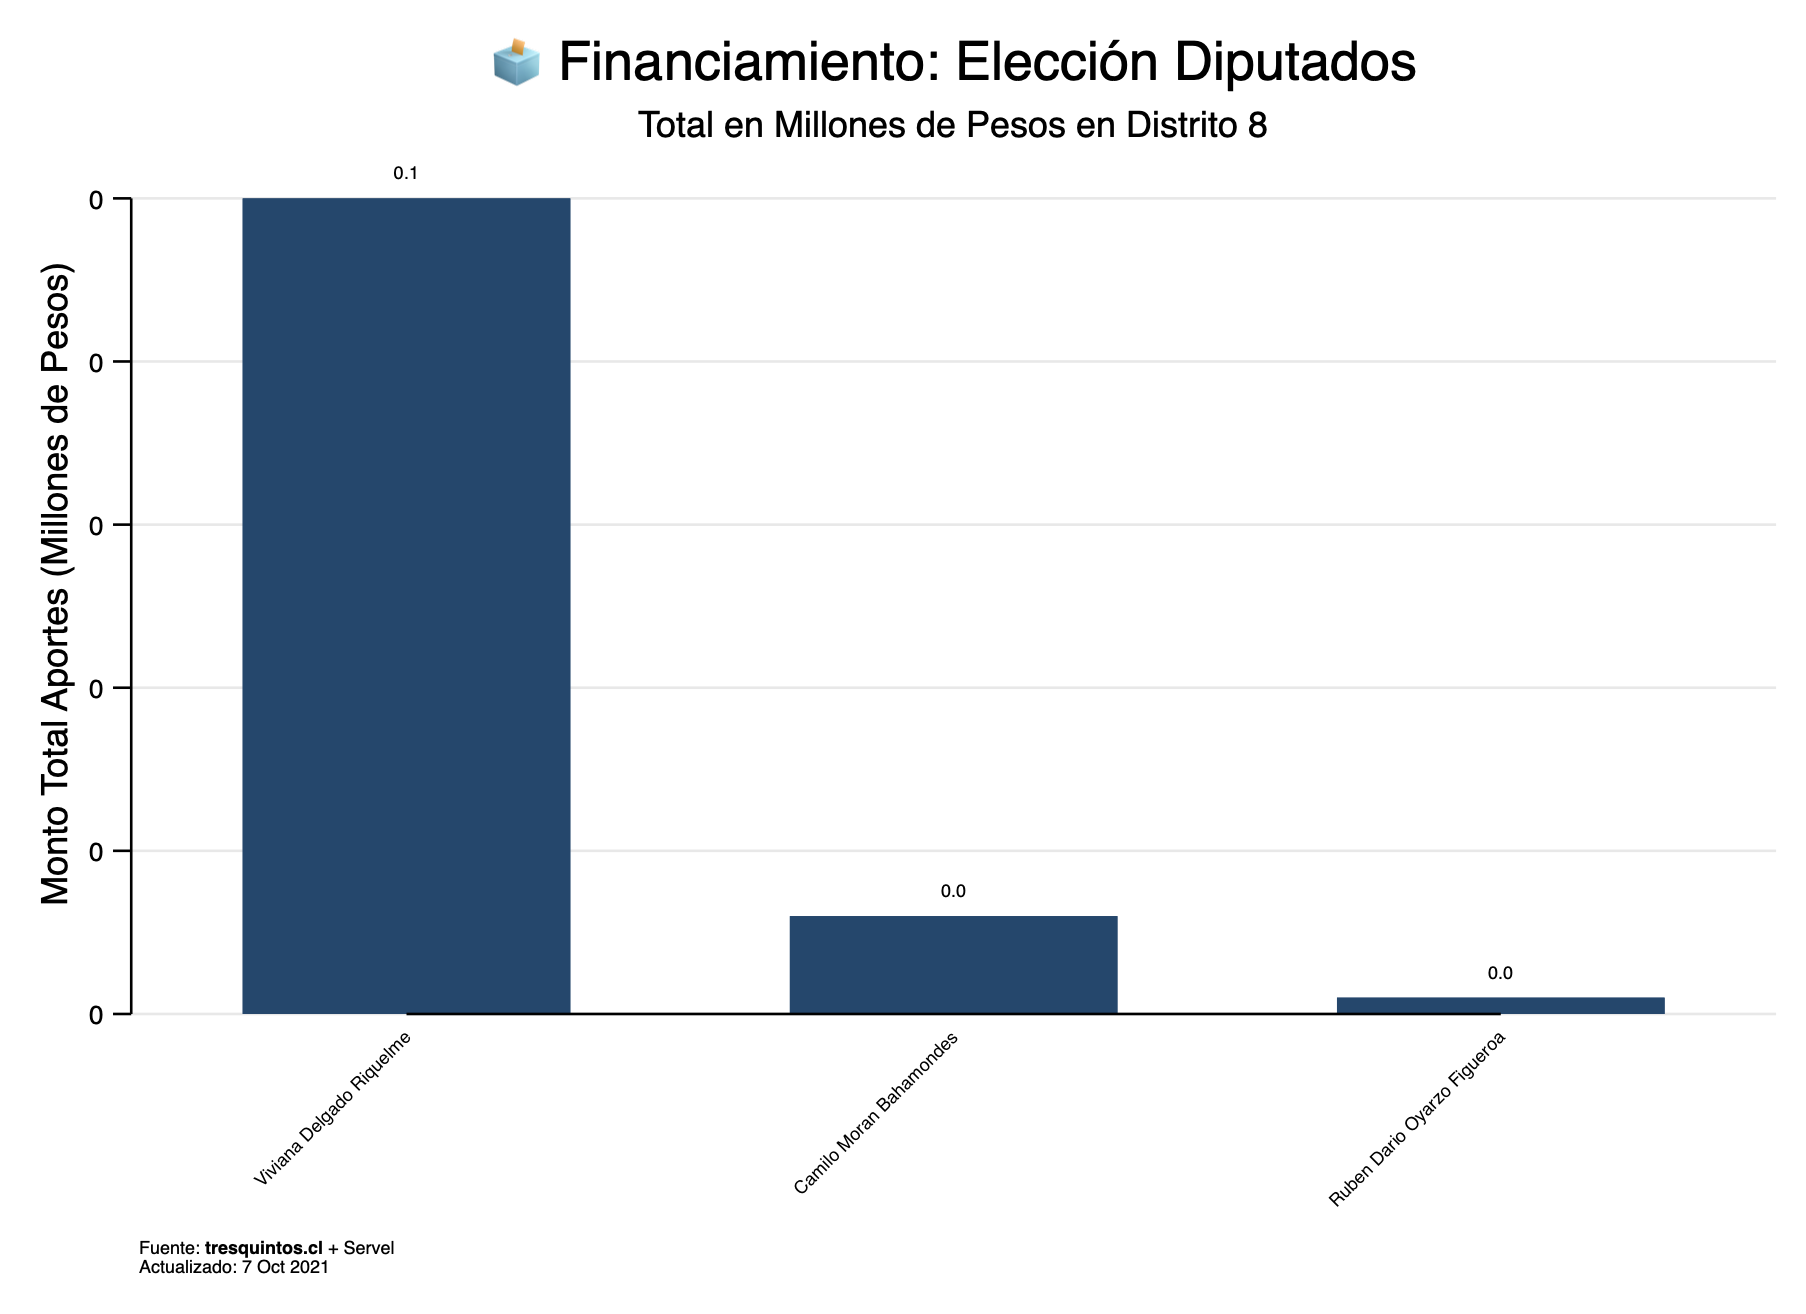 Financiamiento: Elección Diputados
Total en Millones de Pesos en Distrito 8
Monto Total Aportes (Millones de Pesos)
0
0
0
0
0
0
0.1
0.0
0.0
Viviana Delgado Riquelme
Camilo Moran Bahamondes
Ruben Dario Oyarzo Figueroa
Fuente: tresquintos.cl + Servel
Actualizado: 7 Oct 2021